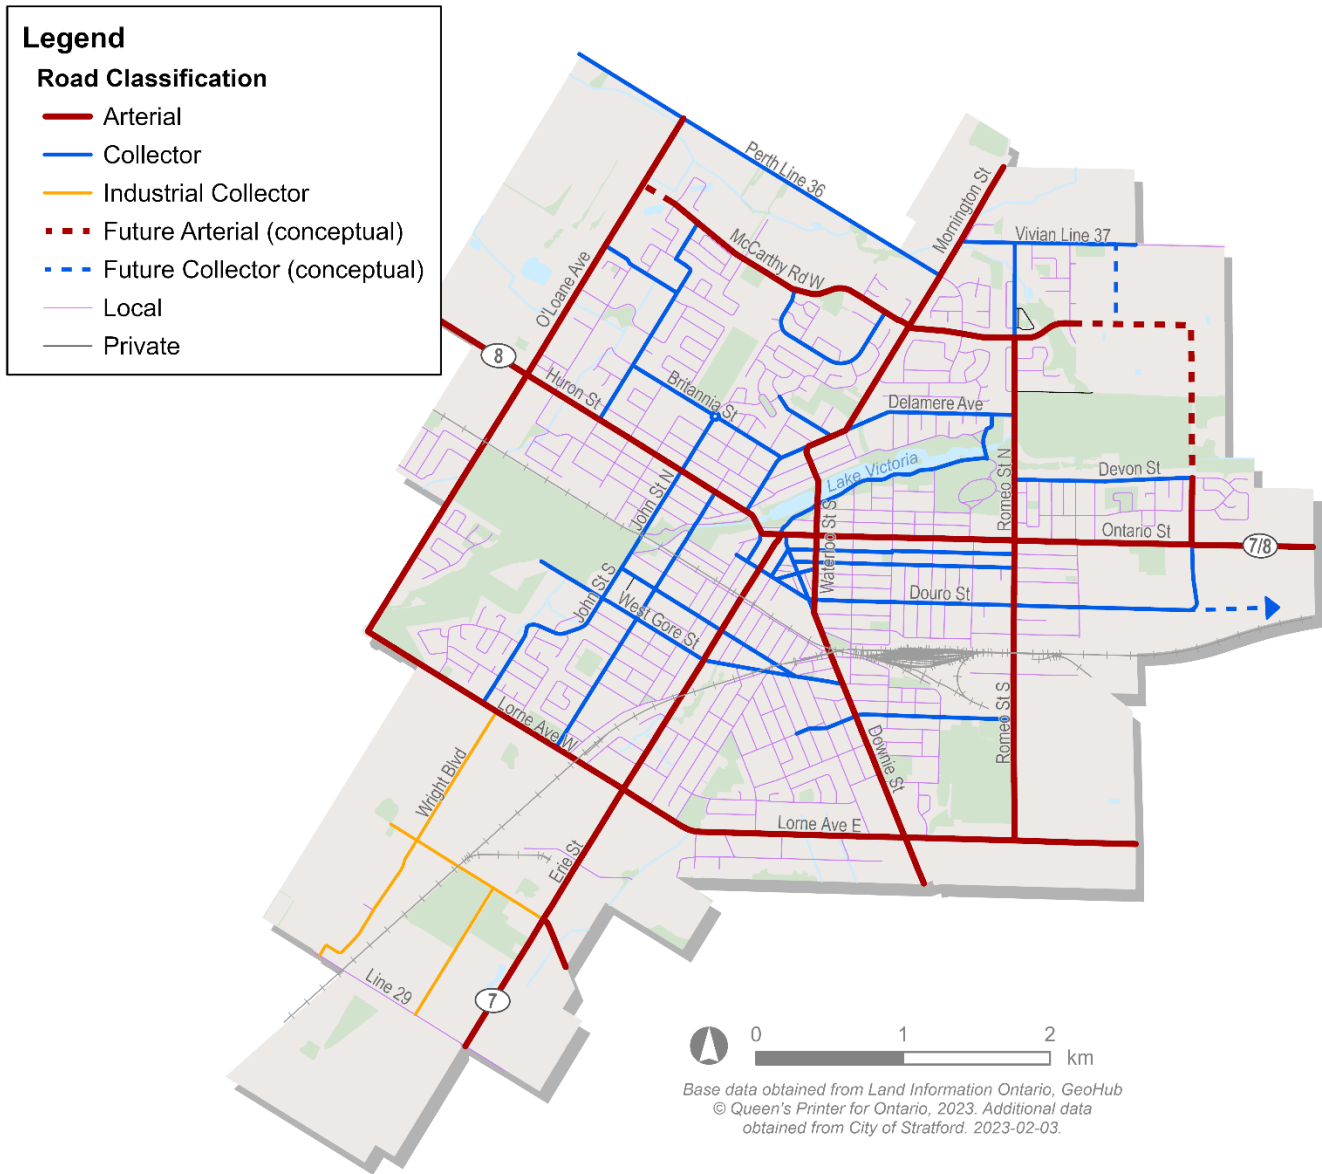 Legend
Road Classification
Arterial
Collector
Industrial Collector
Future Arterial (conceptual)
Future Collector (conceptual)
Local
Private
Perth Line 36
Mornington St
Vivian Line 37
McCarthy Rd W
O'Loane Ave
8
Huron St
Britannia St
Delamere Ave
Lake Victoria
Devon St
Romeo St N
John St N
Waterloo St S
Ontario St
7/8
John St S
West Gore St
Douro St
Lorne Ave W
Romeo St S
Downie St
Wright Blvd
Lorne Ave E
Erie St
Line 29
7
0 1 2
km
Base data obtained from Land Information Ontario, GeoHub
© Queen's Printer for Ontario, 2023. Additional data
obtained from City of Stratford. 2023-02-03.